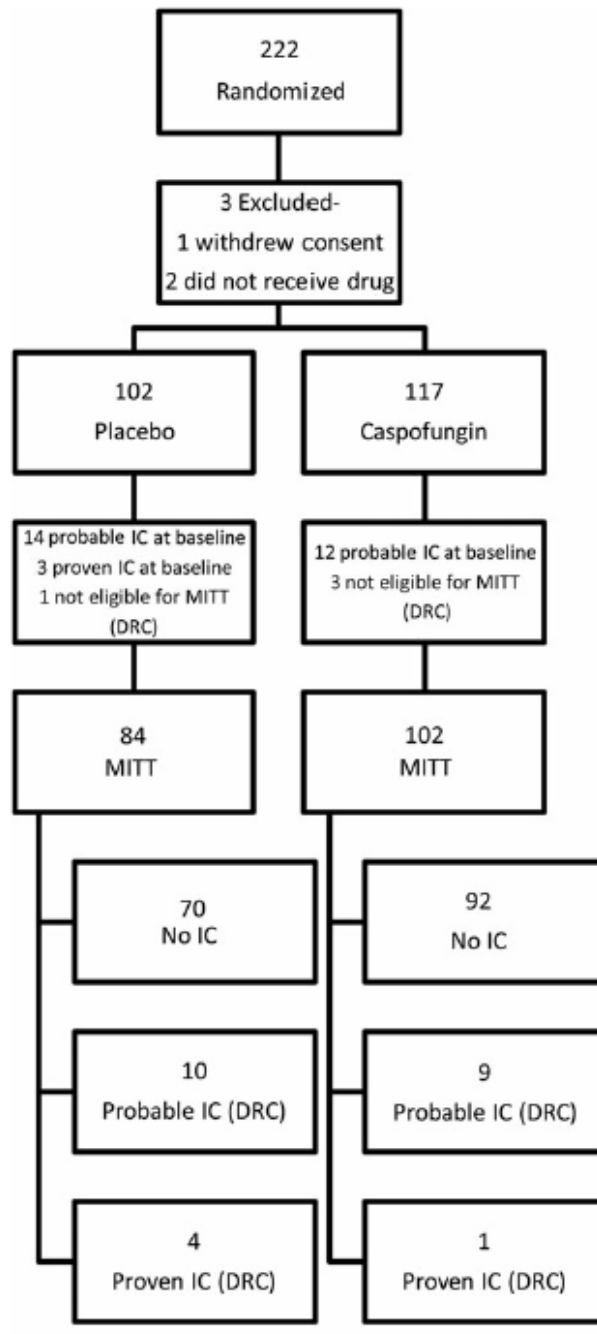 222
Randomized
3 Excluded-
1 withdrew consent
2 did not receive drug
102
Placebo
117
Caspofungin
14 probable IC at baseline
3 proven IC at baseline
1 not eligible for MITT
(DRC)
12 probable IC at baseline
3 not eligible for MITT
(DRC)
84
MITT
102
MITT
70
No IC
92
No IC
10
Probable IC (DRC)
9
Probable IC (DRC)
4
Proven IC (DRC)
1
Proven IC (DRC)